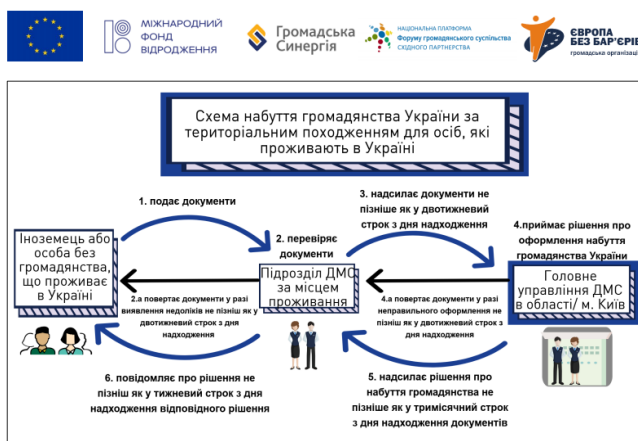 МІЖНАРОДНИЙ
ФОНД
ВІДРОДЖЕННЯ
Громадська
Синергія
НАЦІОНАЛЬНА ПЛАТФОРМА
Форуму громадянського суспільства
СХІДНОГО ПАРТНЕРСТВА
ЄВРОПА
БЕЗ БАР'ЄРІВ
громадська організація
Схема набуття громадянства України за
територіальним походженням для осіб, які
проживають в Україні
1. подає документи
3. надсилає документи не
пізніше як у двотижневий
строк з дня надходження
2. перевіряє
документи
4.приймає рішення про
оформлення набуття
громадянства України
Іноземець або
особа без
громадянства,
що проживає
в Україні
Підрозділ ДМС
за місцем
проживання
Головне
управління ДМС
в області/ м. Київ
2.а повертає документи у разі
виявлення недоліків не пізніш як у
двотижневий строк з дня
надходження
4.а повертає документи у разі
неправильного оформлення не
пізніш як у двотижневий строк з
дня надходження
6. повідомляє про рішення не
пізніш як у тижневий строк з дня
надходження відповідного рішення
5. надсилає рішення про
набуття громадянства не
пізніше як у тримісячний строк
з дня надходження документів